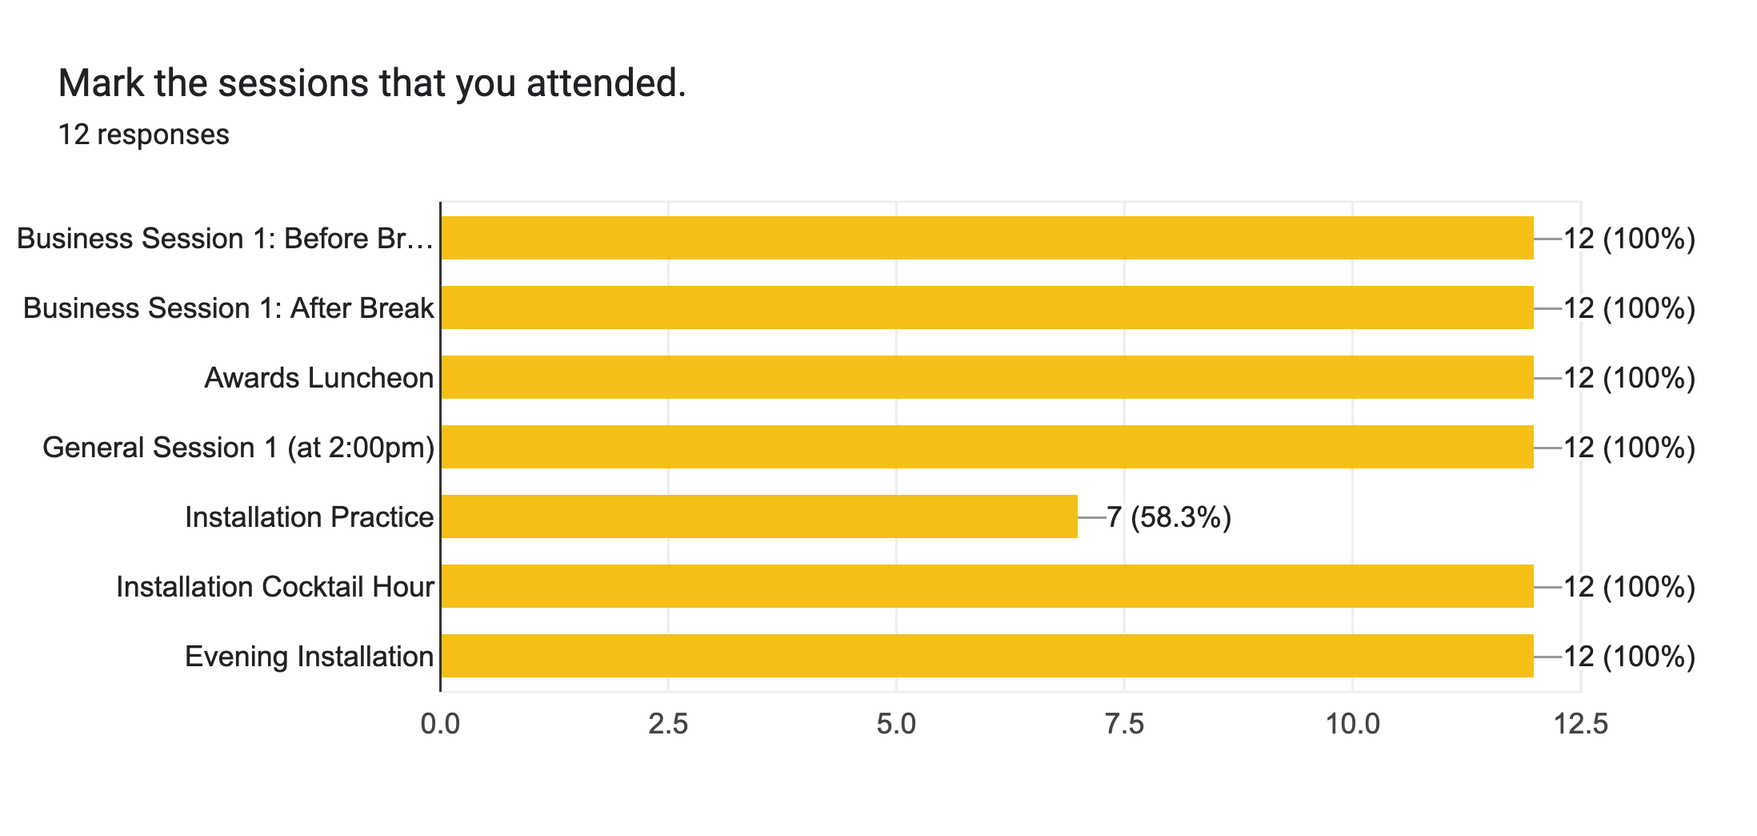 Mark the sessions that you attended.
12 responses
Business Session 1: Before Br… 12 (100%)
Business Session 1: After Break 12 (100%)
Awards Luncheon 12 (100%)
General Session 1 (at 2:00pm) 12 (100%)
Installation Practice 7 (58.3%)
Installation Cocktail Hour 12 (100%)
Evening Installation 12 (100%)
0.0 2.5 5.0 7.5 10.0 12.5